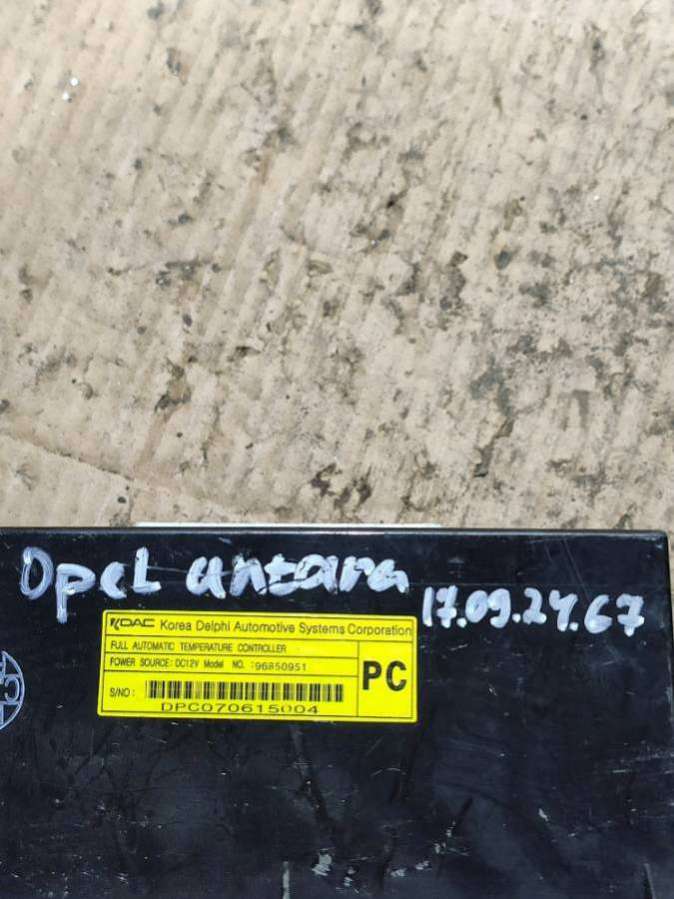 Opel antara 17.09.24.67
KDAC Korea Delphi Automotive Systems Corporation
FULL AUTOMATIC TEMPERATURE CONTROLLER
POWER SOURCE: DC12V Model NO. :96850951
PC
S/NO :
DPC070615004